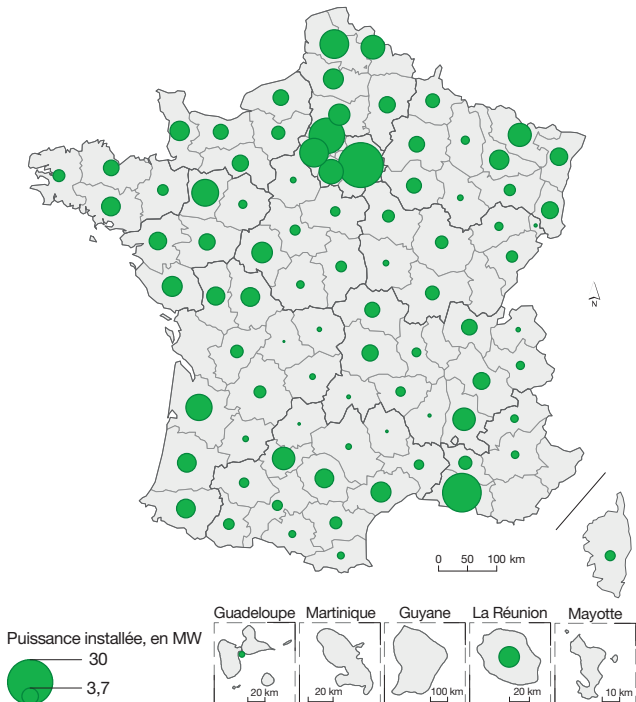 N
0 50 100 km
Guadeloupe Martinique Guyane La Réunion Mayotte
Puissance installée, en MW
30
3,7
20 km 20 km 100 km 20 km 10 km